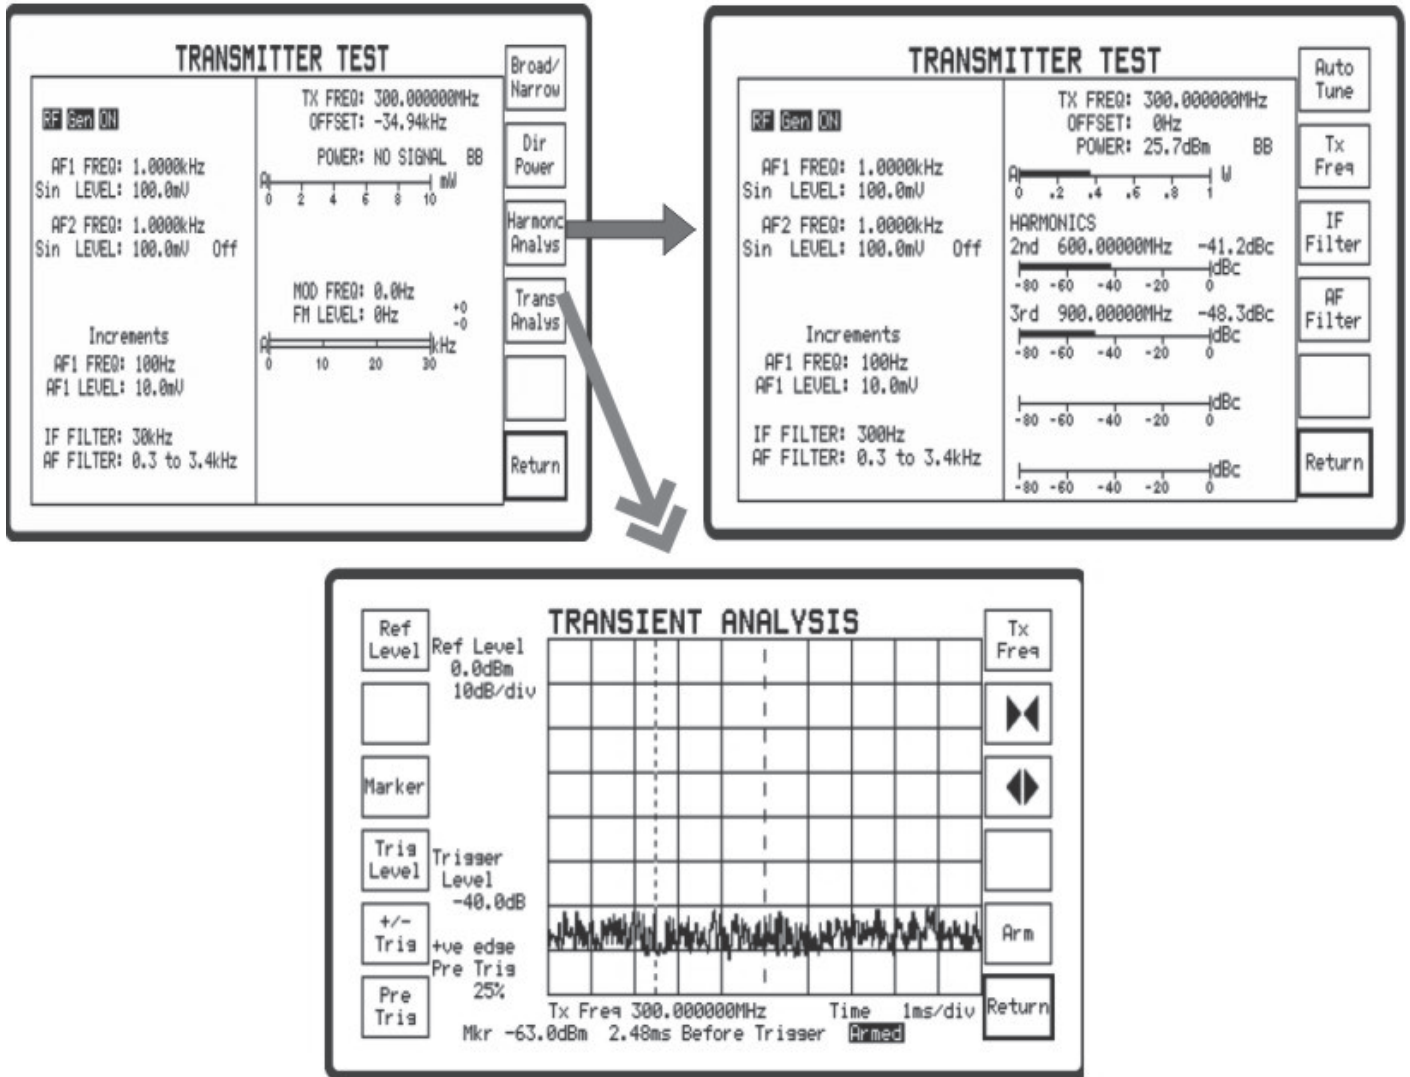 TRANSMITTER TEST
RF Gen ON
AF1 FREQ: 1.0000kHz
Sin LEVEL: 100.0mV
AF2 FREQ: 1.0000kHz
Sin LEVEL: 100.0mV Off
Increments
AF1 FREQ: 100Hz
AF1 LEVEL: 10.0mV
IF FILTER: 30kHz
AF FILTER: 0.3 to 3.4kHz
TX FREQ: 300.000000MHz
OFFSET: -34.94kHz
POWER: NO SIGNAL BB
A mW
0 2 4 6 8 10
MOD FREQ: 0.0Hz
FM LEVEL: 0Hz +0
-0
A kHz
0 10 20 30
Broad/
Narrow
Dir
Power
Harmonc
Analys
Trans
Analys
Return
TRANSMITTER TEST
RF Gen ON
AF1 FREQ: 1.0000kHz
Sin LEVEL: 100.0mV
AF2 FREQ: 1.0000kHz
Sin LEVEL: 100.0mV Off
Increments
AF1 FREQ: 100Hz
AF1 LEVEL: 10.0mV
IF FILTER: 300Hz
AF FILTER: 0.3 to 3.4kHz
TX FREQ: 300.000000MHz
OFFSET: 0Hz
POWER: 25.7dBm BB
A W
0 .2 .4 .6 .8 1
HARMONICS
2nd 600.00000MHz -41.2dBc
dBc
-80 -60 -40 -20 0
3rd 900.00000MHz -48.3dBc
dBc
-80 -60 -40 -20 0
dBc
-80 -60 -40 -20 0
dBc
-80 -60 -40 -20 0
Auto
Tune
Tx
Freq
IF
Filter
AF
Filter
Return
TRANSIENT ANALYSIS
Ref
Level
Ref Level
0.0dBm
10dB/div
Marker
Trig
Level
Trigger
Level
-40.0dB
+/-
Trig
+ve edge
Pre Trig
25%
Pre
Trig
Tx Freq 300.000000MHz Time 1ms/div
Mkr -63.0dBm 2.48ms Before Trigger Armed
Tx
Freq
Arm
Return